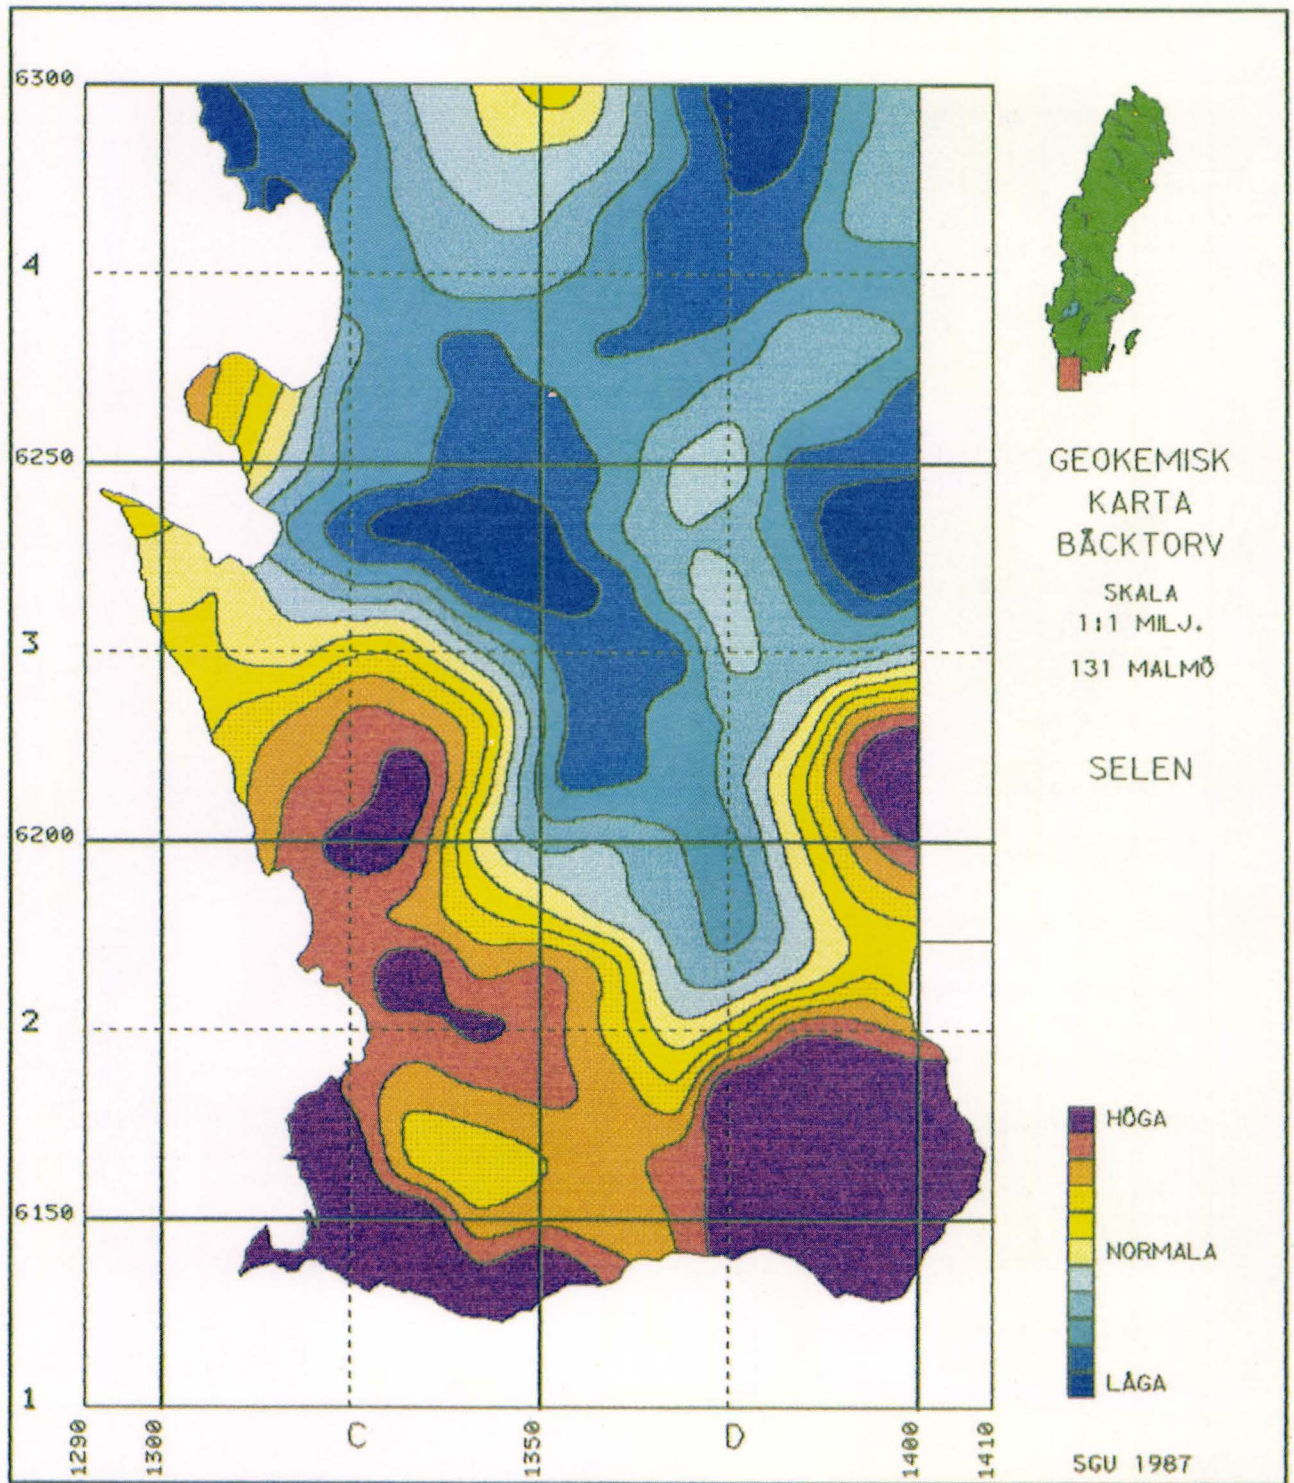 6300
4
6250
3
6200
2
6150
1
1290
1300
C
1350
D
1400
1410
GEOKEMISK
KARTA
BÄCKTORV
SKALA
1:1 MILJ.
131 MALMÖ
SELEN
HÖGA
NORMALA
LÅGA
SGU 1987